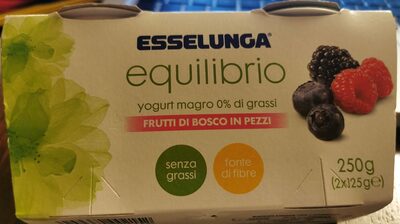 ESSELUNGA®
equilibrio
yogurt magro 0% di grassi
FRUTTI DI BOSCO IN PEZZI
senza
grassi
fonte
di fibre
250g
(2x125g℮)